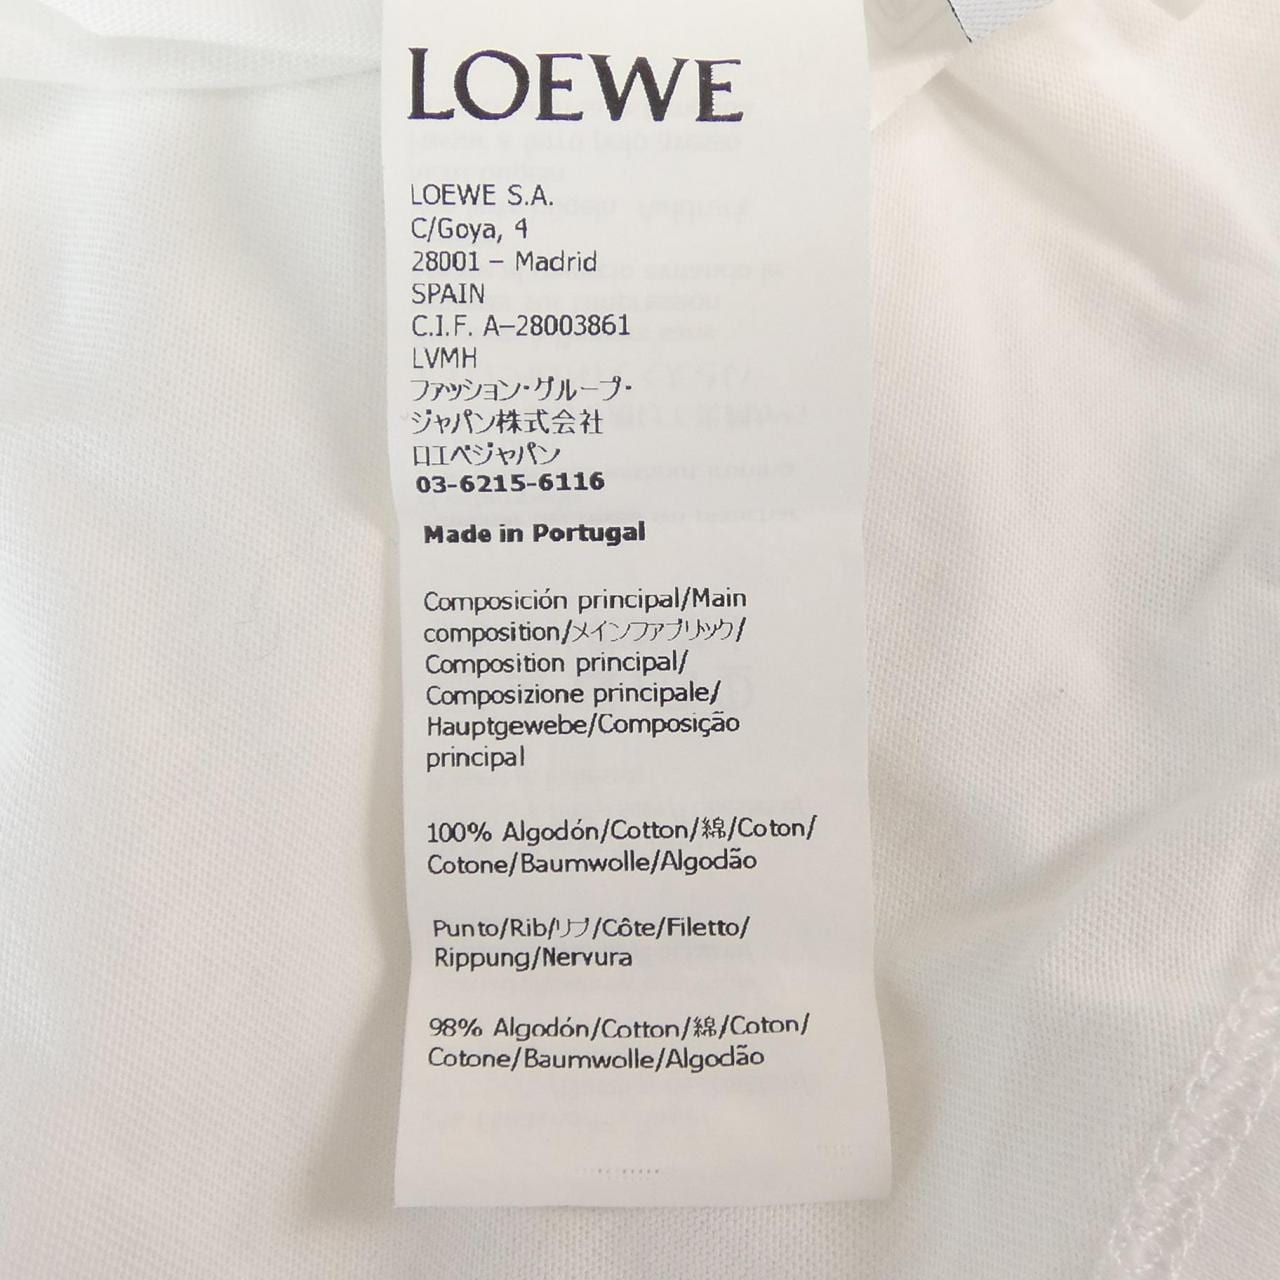 LOEWE
LOEWE S.A.
C/Goya, 4
28001 – Madrid
SPAIN
C.I.F. A–28003861
LVMH
ファッション・グループ・
ジャパン株式会社
ロエベジャパン
03-6215-6116
Made in Portugal
Composición principal/Main
composition/メインファブリック/
Composition principal/
Composizione principale/
Hauptgewebe/Composição
principal
100% Algodón/Cotton/綿/Coton/
Cotone/Baumwolle/Algodão
Punto/Rib/リブ/Côte/Filetto/
Rippung/Nervura
98% Algodón/Cotton/綿/Coton/
Cotone/Baumwolle/Algodão